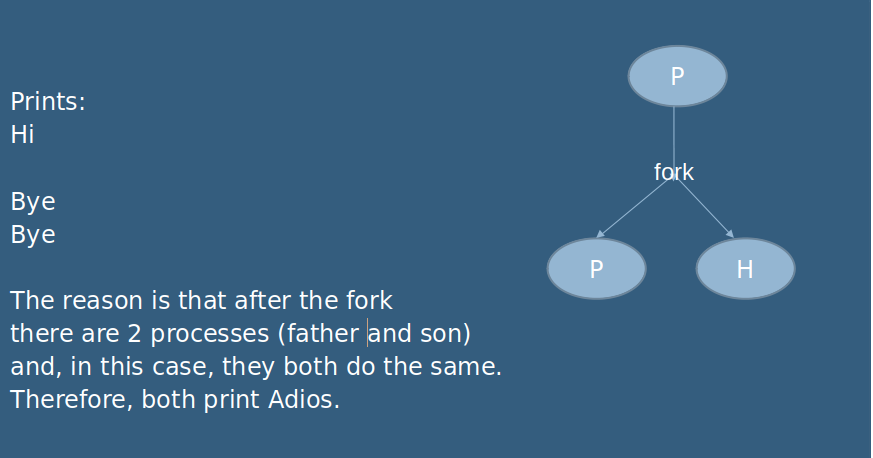 Prints:
Hi
Bye
Bye
The reason is that after the fork
there are 2 processes (father and son)
and, in this case, they both do the same.
Therefore, both print Adios.
P
fork
P
H